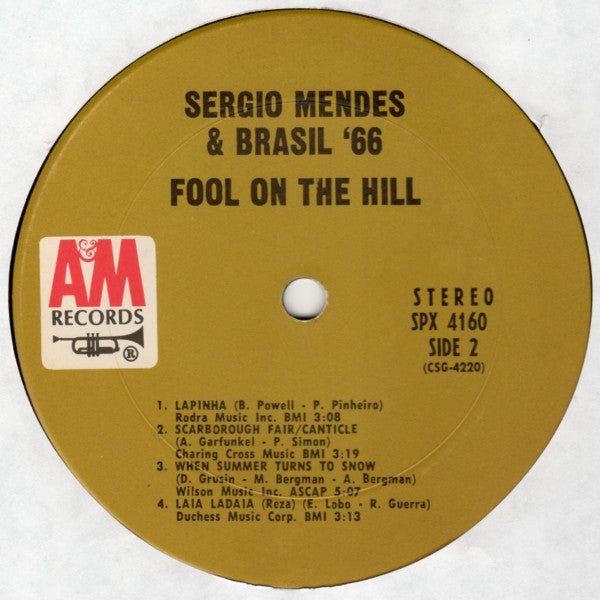 SERGIO MENDES
& BRASIL '66
FOOL ON THE HILL
A&M
RECORDS
®
STEREO
SPX 4160
SIDE 2
(CSG-4220)
1. LAPINHA (B. Powell - P. Pinheiro)
Rodra Music Inc. BMI 3:08
2. SCARBOROUGH FAIR/CANTICLE
(A. Garfunkel - P. Simon)
Charing Cross Music BMI 3:19
3. WHEN SUMMER TURNS TO SNOW
(D. Grusin - M. Bergman - A. Bergman)
Wilson Music Inc. ASCAP 5:07
4. LAIA LADAIA (Reza) (E. Lobo - R. Guerra)
Duchess Music Corp. BMI 3:13